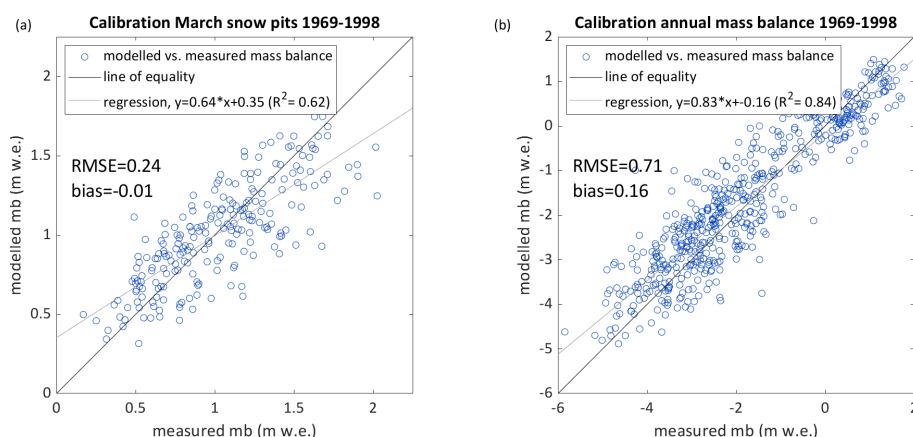 (a)
Calibration March snow pits 1969-1998
modelled vs. measured mass balance
line of equality
regression, y=0.64*x+0.35 (R²= 0.62)
RMSE=0.24
bias=-0.01
modelled mb (m w.e.)
2
1.5
1
0.5
0
0 0.5 1 1.5 2
measured mb (m w.e.)
(b)
Calibration annual mass balance 1969-1998
modelled vs. measured mass balance
line of equality
regression, y=0.83*x+-0.16 (R²= 0.84)
RMSE=0.71
bias=0.16
modelled mb (m w.e.)
2
1
0
-1
-2
-3
-4
-5
-6
-6 -4 -2 0 2
measured mb (m w.e.)